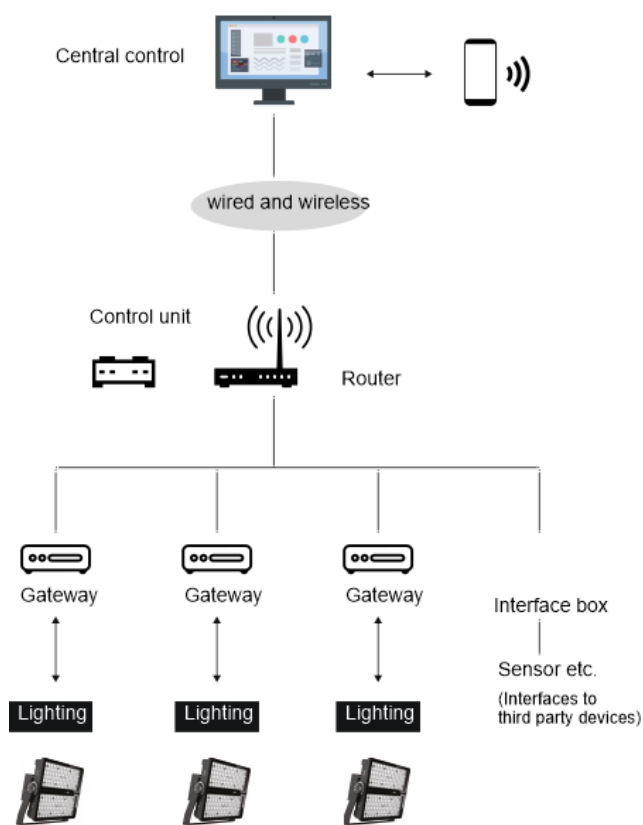 Central control
wired and wireless
Control unit
Router
Gateway
Gateway
Gateway
Interface box
Lighting
Lighting
Lighting
Sensor etc.
(Interfaces to
third party devices)